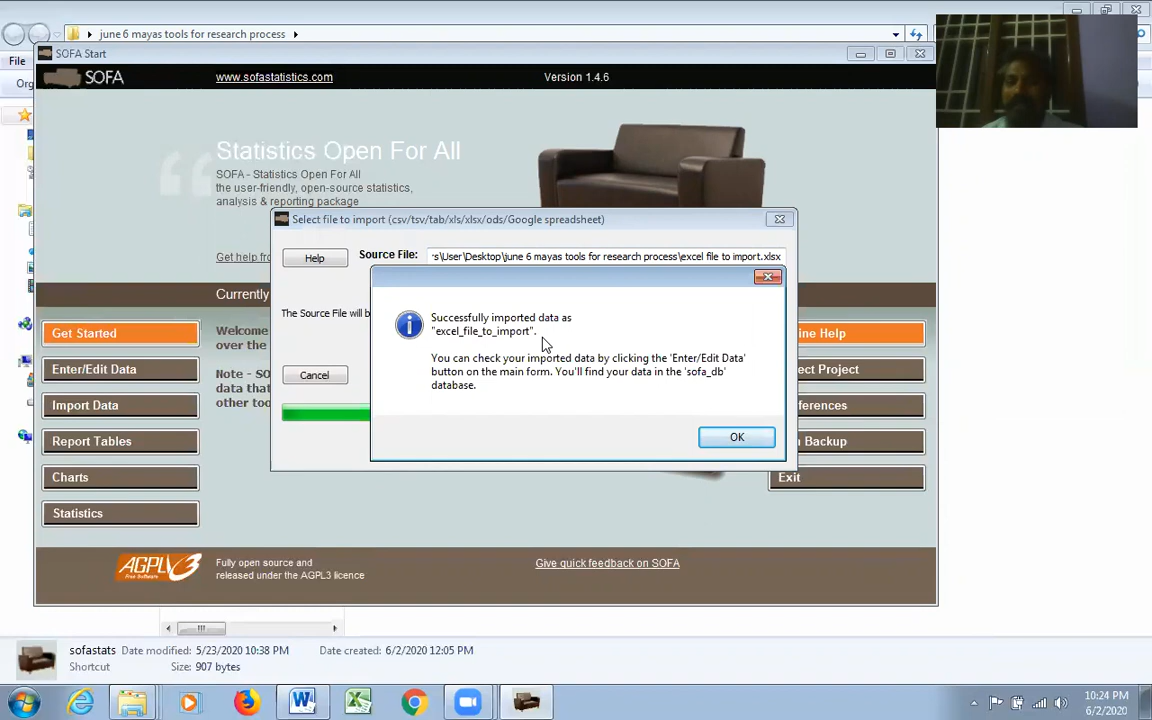 june 6 mayas tools for research process
File
SOFA Start
Org
SOFA
www.sofastatistics.com
Version 1.4.6
Statistics Open For All
SOFA - Statistics Open For All
the user-friendly, open-source statistics,
analysis & reporting package
Select file to import (csv/tsv/tab/xls/xlsx/ods/Google spreadsheet)
Help
Source File:
s\User\Desktop\june 6 mayas tools for research process\excel file to import.xlsx
Get help from
Currently
The Source File will b
Successfully imported data as
"excel_file_to_import".
You can check your imported data by clicking the 'Enter/Edit Data'
button on the main form. You'll find your data in the 'sofa_db'
database.
OK
Cancel
Get Started
Enter/Edit Data
Import Data
Report Tables
Charts
Statistics
Welcome
over the
Note - SO
data that
other too
ine Help
ect Project
ferences
Backup
Exit
AGPL3
Free Software
Fully open source and
released under the AGPL3 licence
Give quick feedback on SOFA
sofastats
Date modified: 5/23/2020 10:38 PM
Date created: 6/2/2020 12:05 PM
Shortcut
Size: 907 bytes
10:24 PM
6/2/2020